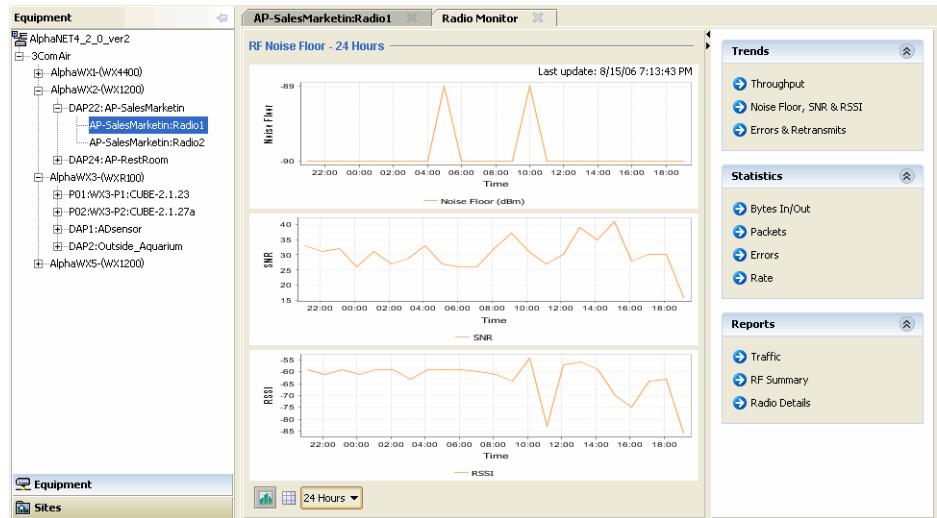 Equipment
AlphaNET4_2_0_ver2
3ComAir
AlphaWX1-(WX4400)
AlphaWX2-(WX1200)
DAP22: AP-SalesMarketin
AP-SalesMarketin:Radio1
AP-SalesMarketin:Radio2
DAP24: AP-RestRoom
AlphaWX3-(WXR100)
P01:WX3-P1:CUBE-2.1.23
P02:WX3-P2:CUBE-2.1.27a
DAP1:ADsensor
DAP2:Outside_Aquarium
AlphaWX5-(WX1200)
Equipment
Sites
AP-SalesMarketin:Radio1
Radio Monitor
RF Noise Floor - 24 Hours
Last update: 8/15/06 7:13:43 PM
Noise Floor
-89
-90
22:00 00:00 02:00 04:00 06:00 08:00 10:00 12:00 14:00 16:00 18:00
Time
Noise Floor (dBm)
SNR
40
35
30
25
20
15
22:00 00:00 02:00 04:00 06:00 08:00 10:00 12:00 14:00 16:00 18:00
Time
SNR
RSSI
-55
-60
-65
-70
-75
-80
-85
22:00 00:00 02:00 04:00 06:00 08:00 10:00 12:00 14:00 16:00 18:00
Time
RSSI
24 Hours
Trends
Throughput
Noise Floor, SNR & RSSI
Errors & Retransmits
Statistics
Bytes In/Out
Packets
Errors
Rate
Reports
Traffic
RF Summary
Radio Details